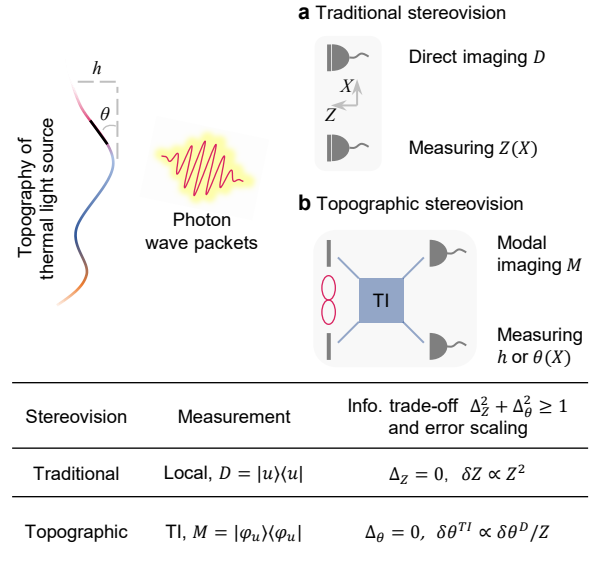 a Traditional stereovision
h
θ
Topography of
thermal light source
Photon
wave packets
Direct imaging D
X
Z
Measuring Z(X)
b Topographic stereovision
TI
Modal
imaging M
Measuring
h or θ(X)
Stereovision
Measurement
Info. trade-off Δ_Z^2 + Δ_θ^2 ≥ 1
and error scaling
Traditional
Local, D = |u⟩⟨u|
Δ_Z = 0, δZ ∝ Z^2
Topographic
TI, M = |φ_u⟩⟨φ_u|
Δ_θ = 0, δθ^{TI} ∝ δθ^D/Z